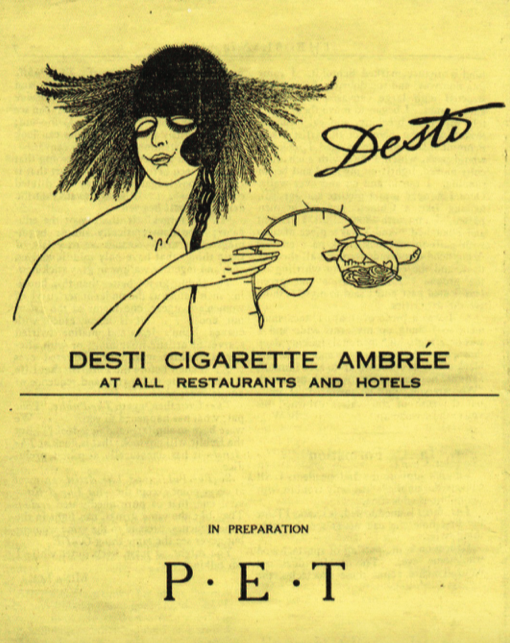 Desti
DESTI CIGARETTE AMBRÉE
AT ALL RESTAURANTS AND HOTELS
IN PREPARATION
P·E·T